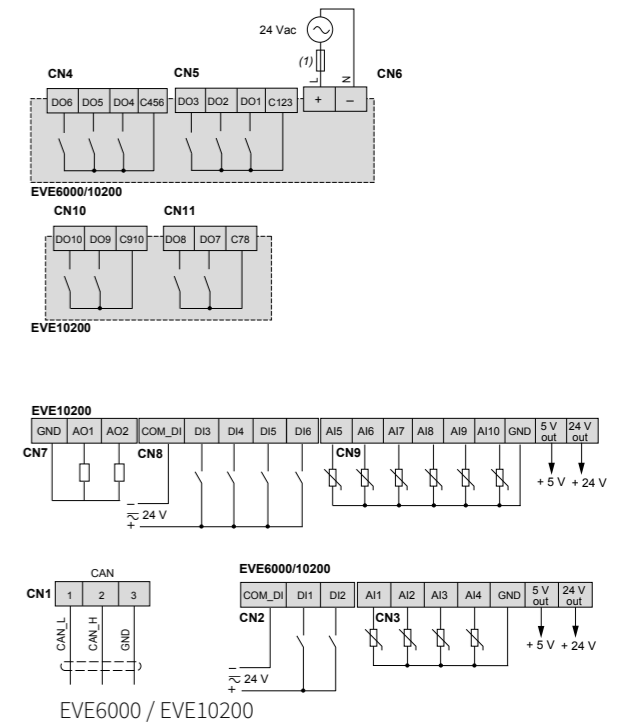 24 Vac
(1)
L N
CN4 CN5 CN6
DO6 DO5 DO4 C456 DO3 DO2 DO1 C123 + –
EVE6000/10200
CN10 CN11
DO10 DO9 C910 DO8 DO7 C78
EVE10200
EVE10200
GND AO1 AO2 COM_DI DI3 DI4 DI5 DI6 AI5 AI6 AI7 AI8 AI9 AI10 GND 5 V out 24 V out
CN7 CN8 CN9
+ 5 V + 24 V
– 24 V
+
CAN
CN1 1 2 3
CAN_L CAN_H GND
EVE6000/10200
COM_DI DI1 DI2 AI1 AI2 AI3 AI4 GND 5 V out 24 V out
CN2 CN3
+ 5 V + 24 V
– 24 V
+
EVE6000 / EVE10200